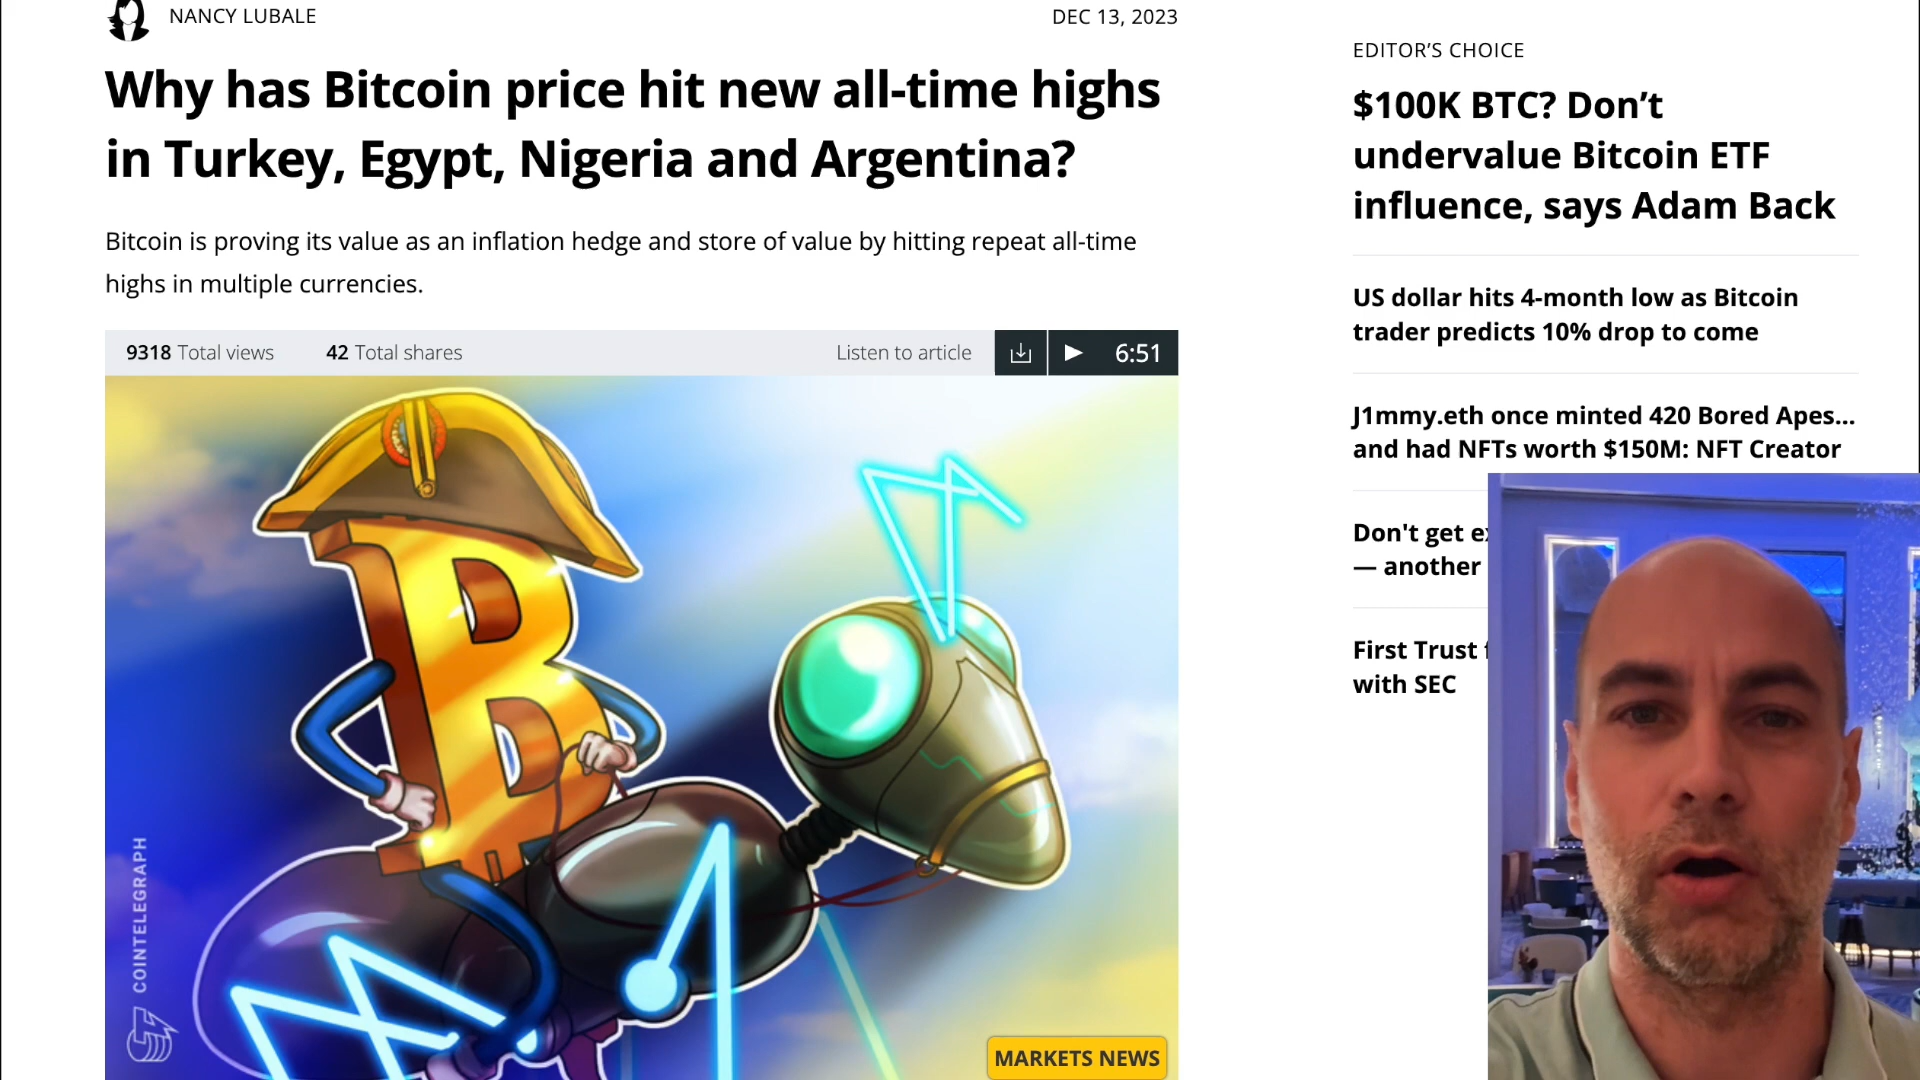 NANCY LUBALE
DEC 13, 2023
Why has Bitcoin price hit new all-time highs
in Turkey, Egypt, Nigeria and Argentina?
Bitcoin is proving its value as an inflation hedge and store of value by hitting repeat all-time
highs in multiple currencies.
9318 Total views 42 Total shares Listen to article 6:51
COINTELEGRAPH
MARKETS NEWS
EDITOR’S CHOICE
$100K BTC? Don’t
undervalue Bitcoin ETF
influence, says Adam Back
US dollar hits 4-month low as Bitcoin
trader predicts 10% drop to come
J1mmy.eth once minted 420 Bored Apes...
and had NFTs worth $150M: NFT Creator
Don't get
— another
First Trust
with SEC